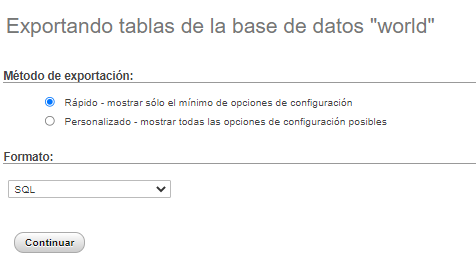 Exportando tablas de la base de datos "world"
Método de exportación:
Rápido - mostrar sólo el mínimo de opciones de configuración
Personalizado - mostrar todas las opciones de configuración posibles
Formato:
SQL
Continuar